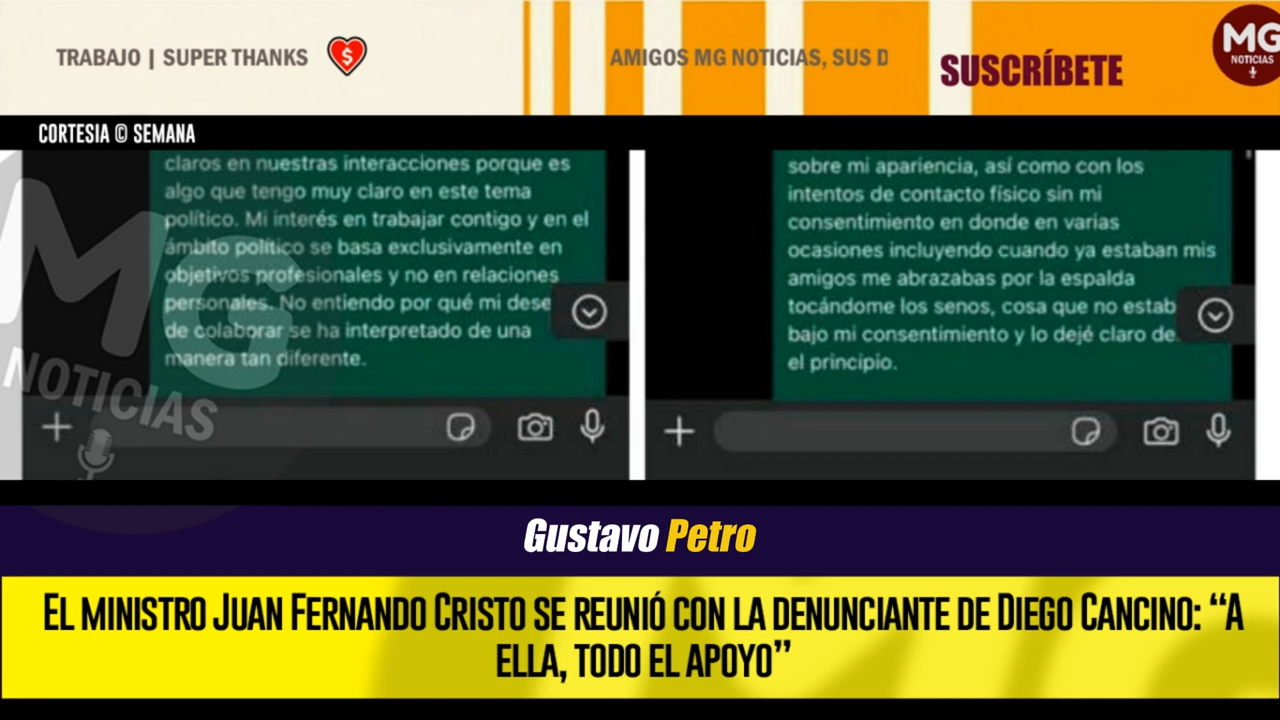 TRABAJO | SUPER THANKS
AMIGOS MG NOTICIAS, SUS D
SUSCRÍBETE
MG
NOTICIAS
CORTESIA © SEMANA
claros en nuestras interacciones porque es
algo que tengo muy claro en este tema
político. Mi interés en trabajar contigo y en el
ámbito político se basa exclusivamente en
objetivos profesionales y no en relaciones
personales. No entiendo por qué mi dese
de colaborar se ha interpretado de una
manera tan diferente.
sobre mi apariencia, así como con los
intentos de contacto físico sin mi
consentimiento en donde en varias
ocasiones incluyendo cuando ya estaban mis
amigos me abrazabas por la espalda
tocándome los senos, cosa que no estab
bajo mi consentimiento y lo dejé claro de
el principio.
MG
NOTICIAS
Gustavo Petro
El ministro Juan Fernando Cristo se reunió con la denunciante de Diego Cancino: “A
ella, todo el apoyo”